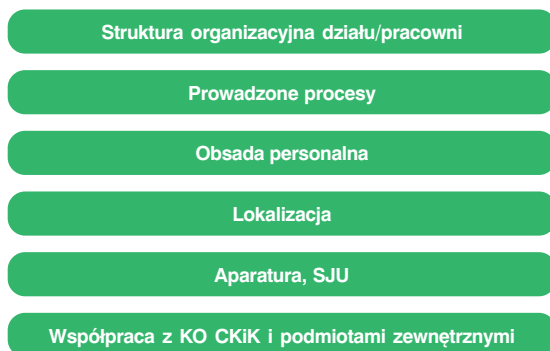 Struktura organizacyjna działu/pracowni
Prowadzone procesy
Obsada personalna
Lokalizacja
Aparatura, SJU
Współpraca z KO CKiK i podmiotami zewnętrznymi